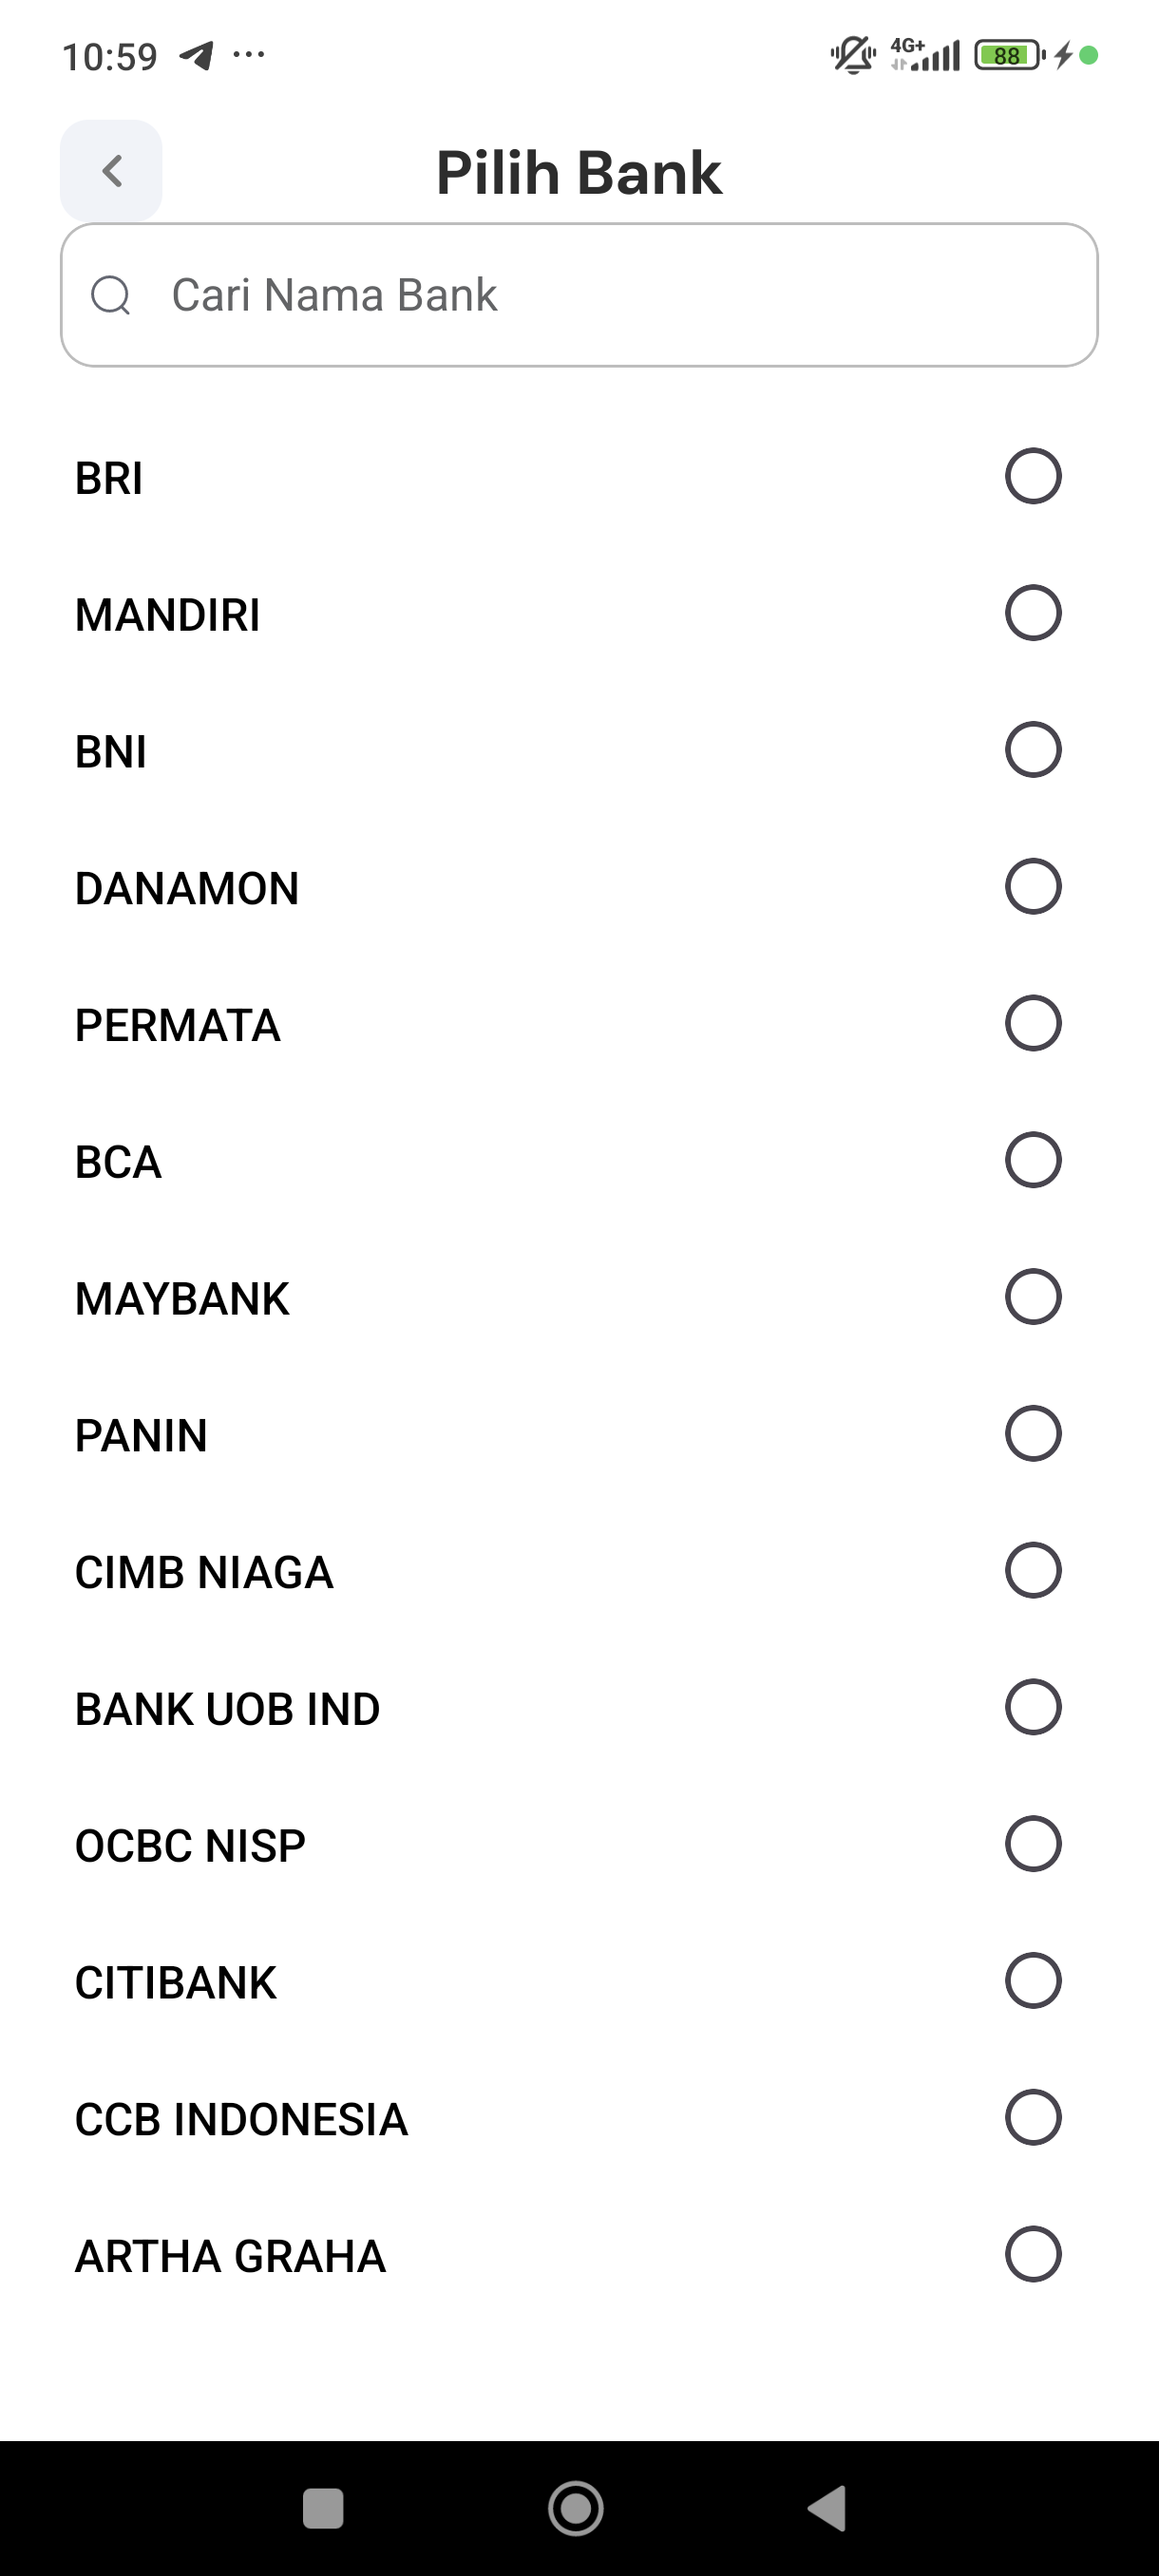 10:59
4G+
88
Pilih Bank
Cari Nama Bank
BRI
MANDIRI
BNI
DANAMON
PERMATA
BCA
MAYBANK
PANIN
CIMB NIAGA
BANK UOB IND
OCBC NISP
CITIBANK
CCB INDONESIA
ARTHA GRAHA